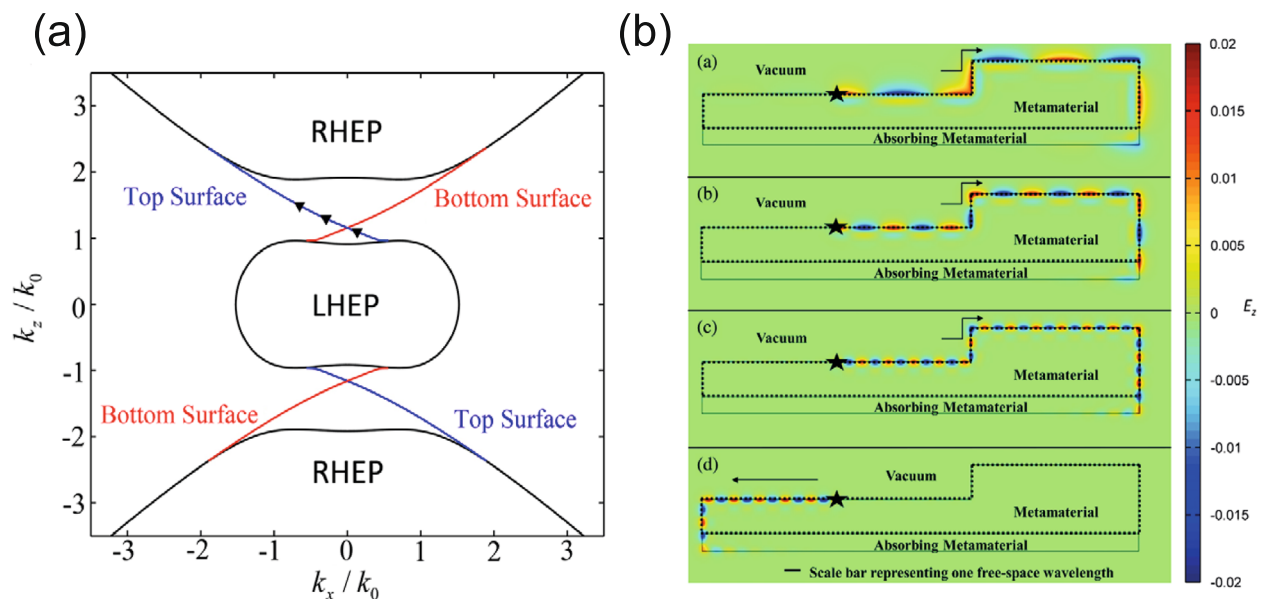 (a)
RHEP
Top Surface
Bottom Surface
LHEP
Bottom Surface
Top Surface
RHEP
3
2
1
0
-1
-2
-3
-3
-2
-1
0
1
2
3
k_z / k_0
k_x / k_0
(b)
(a)
Vacuum
Metamaterial
Absorbing Metamaterial
(b)
Vacuum
Metamaterial
Absorbing Metamaterial
(c)
Vacuum
Metamaterial
Absorbing Metamaterial
(d)
Vacuum
Metamaterial
Absorbing Metamaterial
Scale bar representing one free-space wavelength
0.02
0.015
0.01
0.005
0
-0.005
-0.01
-0.015
-0.02
E_z